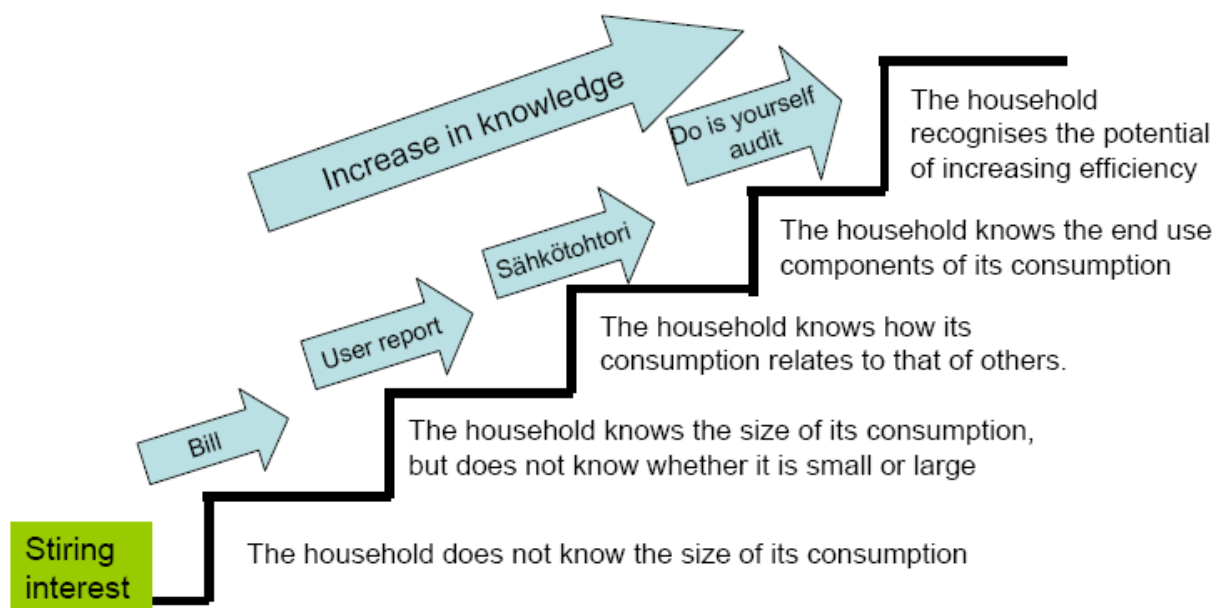 Increase in knowledge
Do is yourself
audit
The household
recognises the potential
of increasing efficiency
Sähkötohtori
The household knows the end use
components of its consumption
User report
The household knows how its
consumption relates to that of others.
Bill
The household knows the size of its consumption,
but does not know whether it is small or large
Stiring
interest
The household does not know the size of its consumption